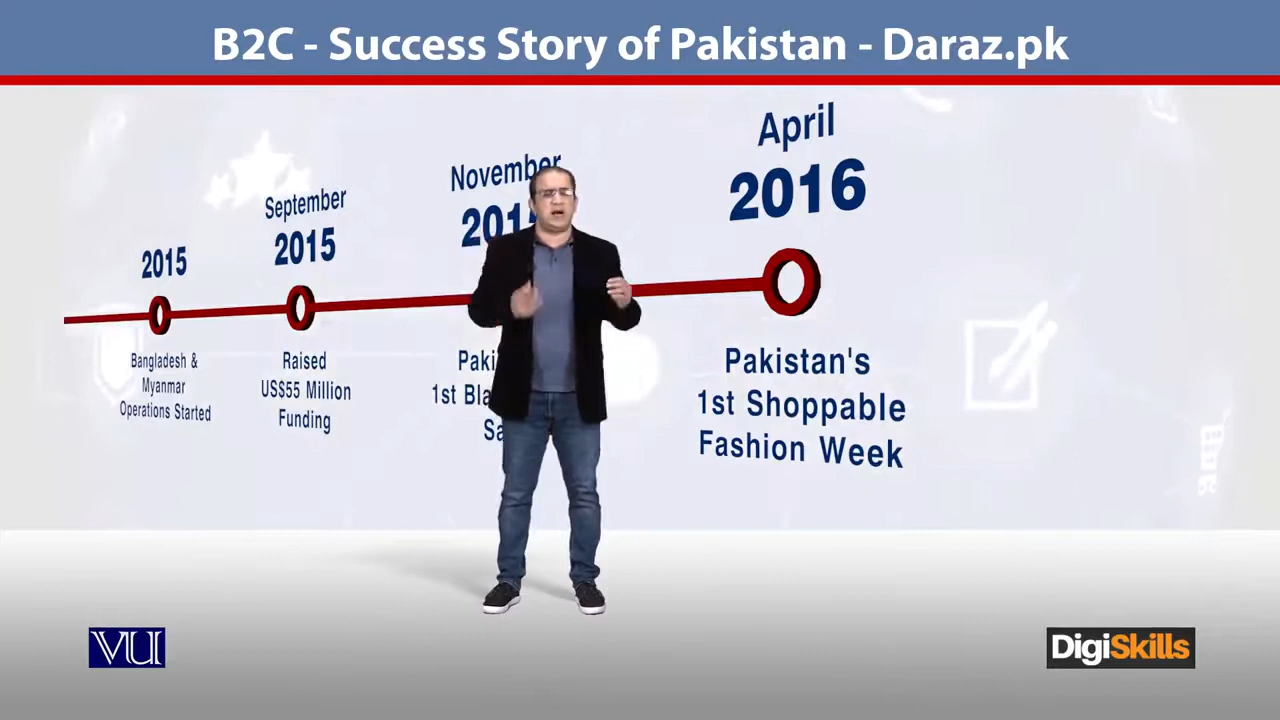 B2C - Success Story of Pakistan - Daraz.pk
2015
Bangladesh &
Myanmar
Operations Started
September
2015
Raised
US$55 Million
Funding
November
1st
April
2016
Pakistan's
1st Shoppable
Fashion Week
VU
DigiSkills